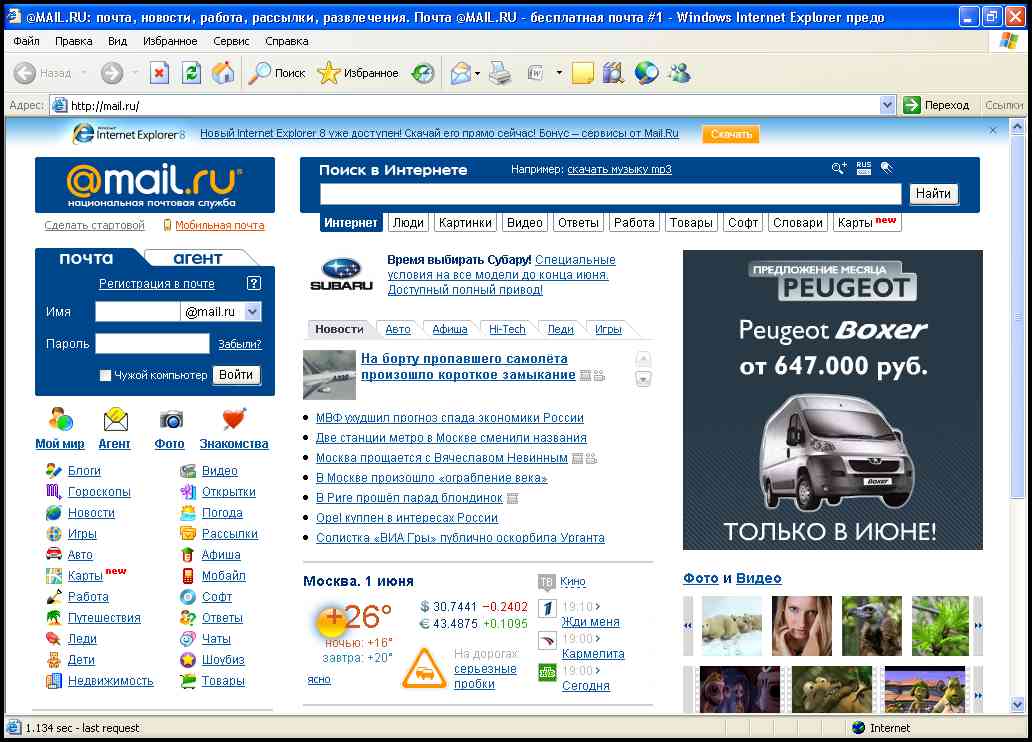 @MAIL.RU: почта, новости, работа, рассылки, развлечения. Почта @MAIL.RU - бесплатная почта #1 - Windows Internet Explorer предо
Файл Правка Вид Избранное Сервис Справка
Назад Поиск Избранное
Адрес: http://mail.ru/ Переход Ссылки
Windows Internet Explorer 8 Новый Internet Explorer 8 уже доступен! Скачай его прямо сейчас! Бонус – сервисы от Mail.Ru Скачать
@mail.ru®
национальная почтовая служба
Сделать стартовой Мобильная почта
Поиск в Интернете Например: скачать музыку mp3 RUS
Найти
Интернет Люди Картинки Видео Ответы Работа Товары Софт Словари Карты new
почта агент
Регистрация в почте ?
Имя @mail.ru
Пароль Забыли?
Чужой компьютер Войти
Мой мир Агент Фото Знакомства
Блоги Видео
Гороскопы Открытки
Новости Погода
Игры Рассылки
Авто Афиша
Карты new Мобайл
Работа Софт
Путешествия Ответы
Леди Чаты
Дети Шоубиз
Недвижимость Товары
SUBARU
Время выбирать Субару! Специальные
условия на все модели до конца июня.
Доступный полный привод!
Новости Авто Афиша Hi-Tech Леди Игры
На борту пропавшего самолёта
произошло короткое замыкание
МВФ ухудшил прогноз спада экономики России
Две станции метро в Москве сменили названия
Москва прощается с Вячеславом Невинным
В Москве произошло «ограбление века»
В Риге прошёл парад блондинок
Opel куплен в интересах России
Солистка «ВИА Гры» публично оскорбила Урганта
Москва. 1 июня
+26°
ночью: +16°
завтра: +20°
ясно
$ 30.7441 −0.2402
€ 43.4875 +0.1095
На дорогах
серьезные
пробки
ТВ Кино
1 19:10 ›
Жди меня
19:00 ›
Кармелита
19:00 ›
Сегодня
ПРЕДЛОЖЕНИЕ МЕСЯЦА
PEUGEOT
Peugeot Boxer
от 647.000 руб.
Boxer
ТОЛЬКО В ИЮНЕ!
Фото и Видео
1.134 sec - last request Internet